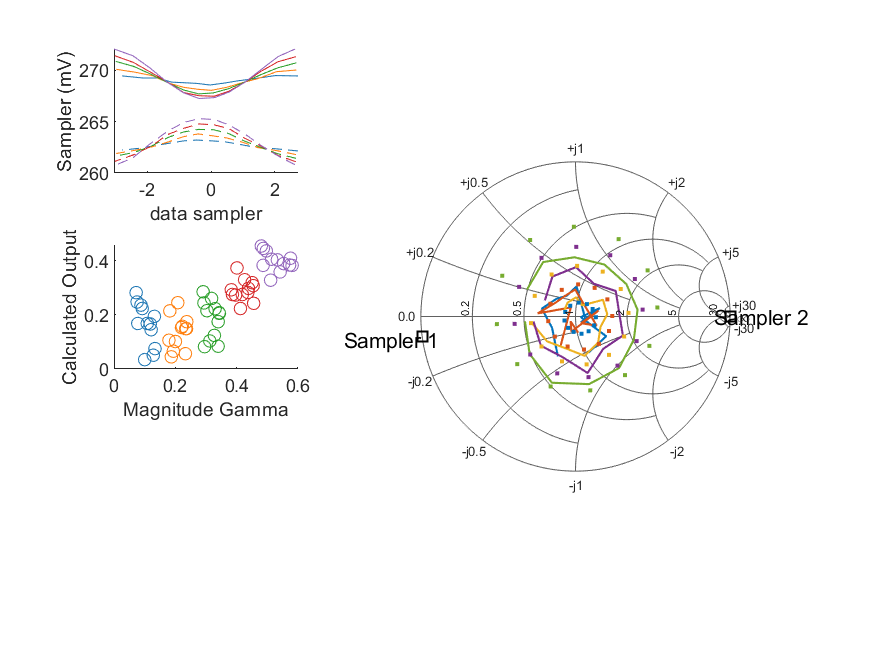 270
265
260
Sampler (mV)
-2 0 2
data sampler
0.4
0.2
0
Calculated Output
0 0.2 0.4 0.6
Magnitude Gamma
+j1
+j0.5 +j2
+j0.2 +j5
+j30
0.0 0.2 0.5 1 2 5 30
Sampler 1 Sampler 2
-j30
-j0.2 -j5
-j0.5 -j2
-j1